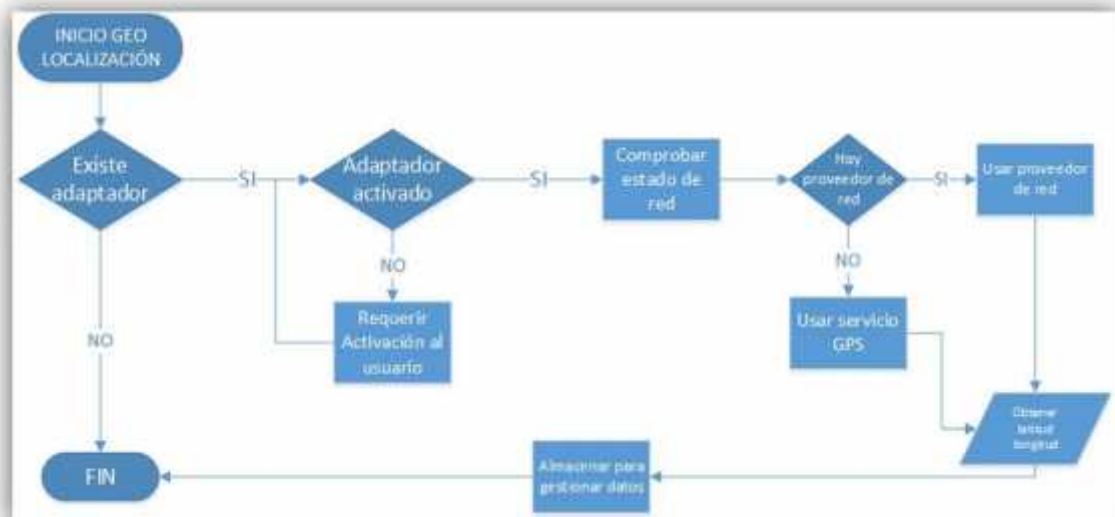 INICIO GEO
LOCALIZACIÓN
Existe
adaptador
SI
Adaptador
activado
SI
Comprobar
estado de
red
Hay
proveedor de
red
SI
Usar proveedor
de red
NO
NO
NO
Requerir
Activación al
usuario
Usar servicio
GPS
Obtener
latitud
longitud
Almacenar para
gestionar datos
FIN